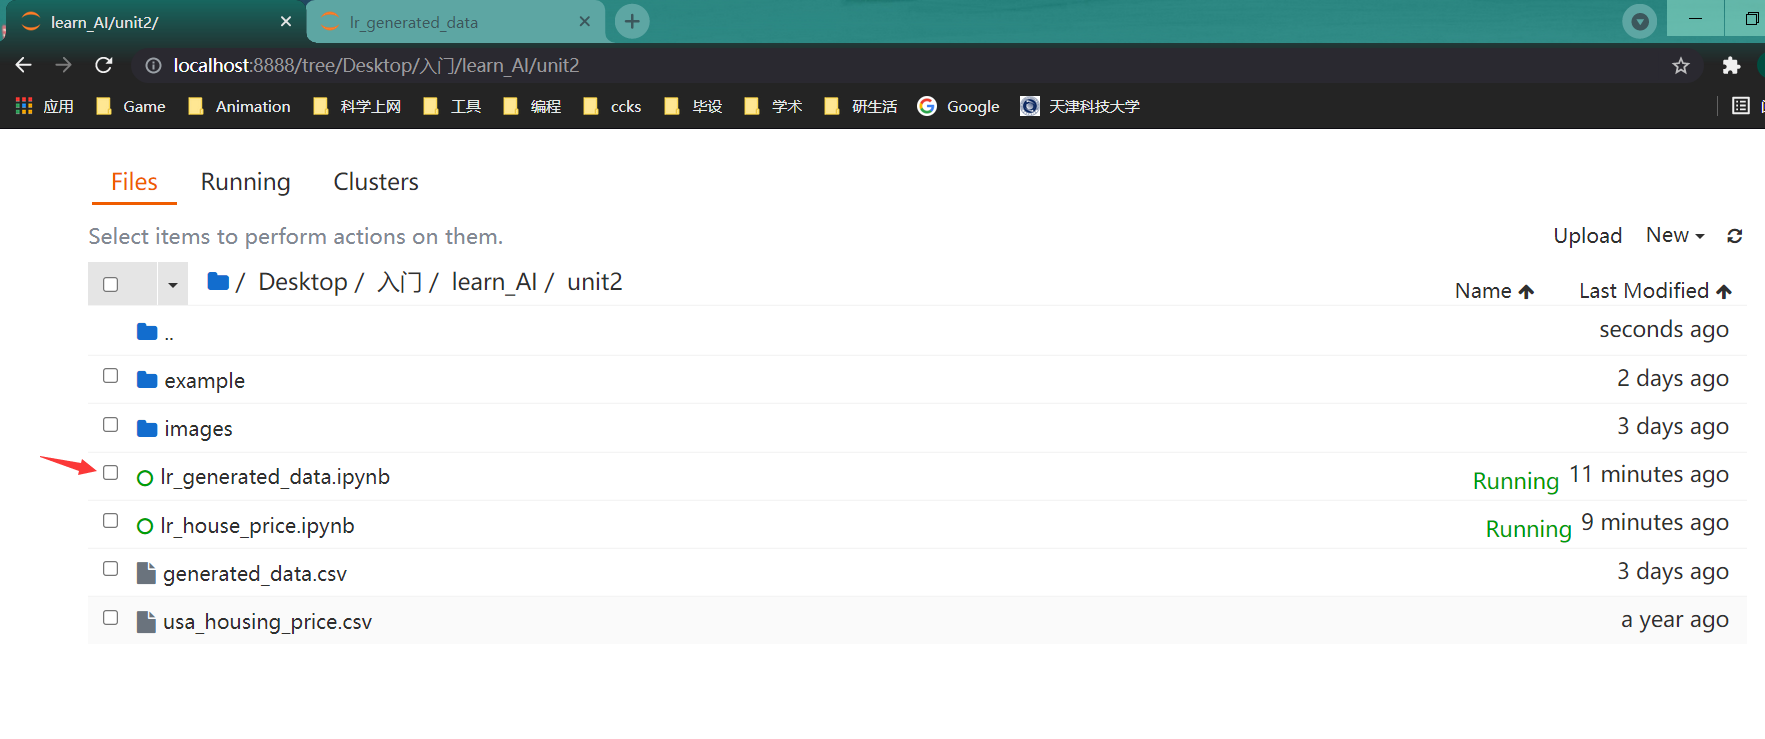 learn_AI/unit2/
lr_generated_data
localhost:8888/tree/Desktop/入门/learn_AI/unit2
应用 Game Animation 科学上网 工具 编程 ccks 毕设 学术 研生活 Google 天津科技大学
Files Running Clusters
Select items to perform actions on them.
Upload New
/ Desktop / 入门 / learn_AI / unit2
Name Last Modified
.. seconds ago
example 2 days ago
images 3 days ago
lr_generated_data.ipynb Running 11 minutes ago
lr_house_price.ipynb Running 9 minutes ago
generated_data.csv 3 days ago
usa_housing_price.csv a year ago